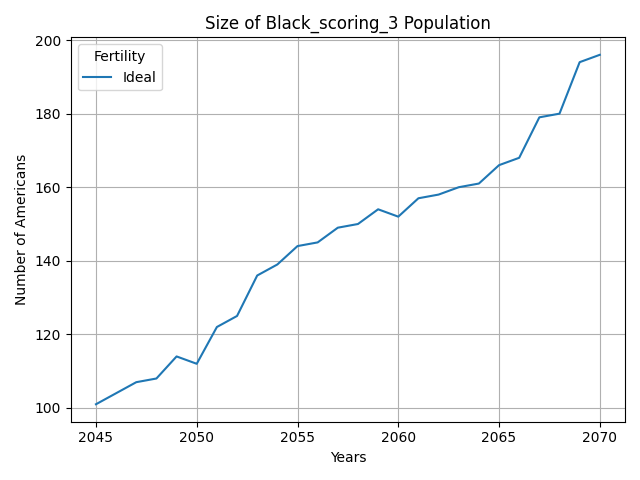 Size of Black_scoring_3 Population
Fertility
Ideal
Number of Americans
200
180
160
140
120
100
2045 2050 2055 2060 2065 2070
Years